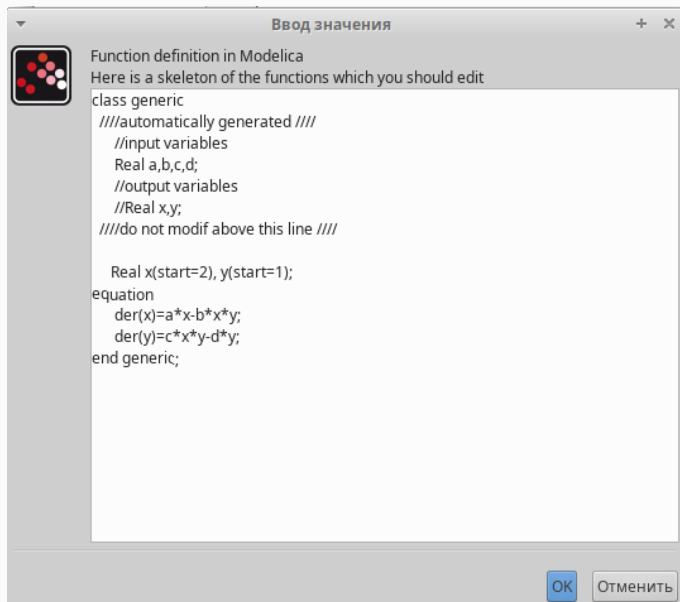 Ввод значения
Function definition in Modelica
Here is a skeleton of the functions which you should edit
class generic
////automatically generated ////
//input variables
Real a,b,c,d;
//output variables
//Real x,y;
////do not modif above this line ////
Real x(start=2), y(start=1);
equation
der(x)=a*x-b*x*y;
der(y)=c*x*y-d*y;
end generic;
OK
Отменить